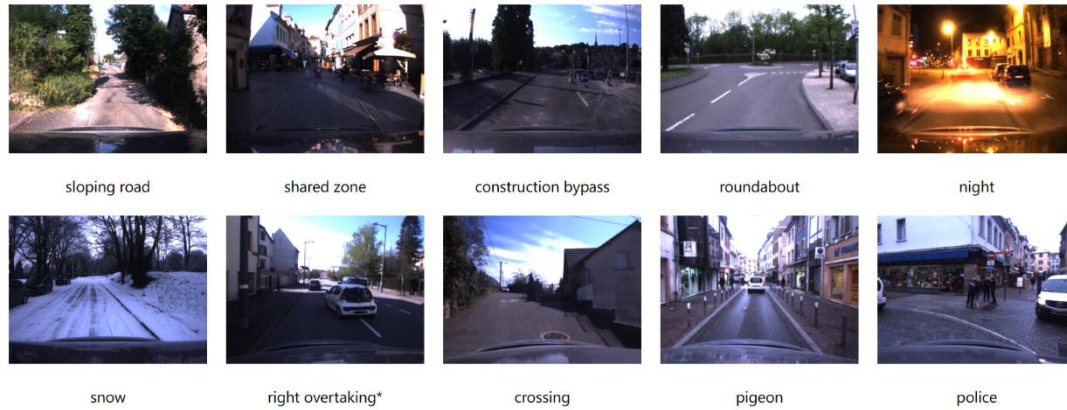 sloping road
shared zone
construction bypass
roundabout
night
snow
right overtaking*
crossing
pigeon
police